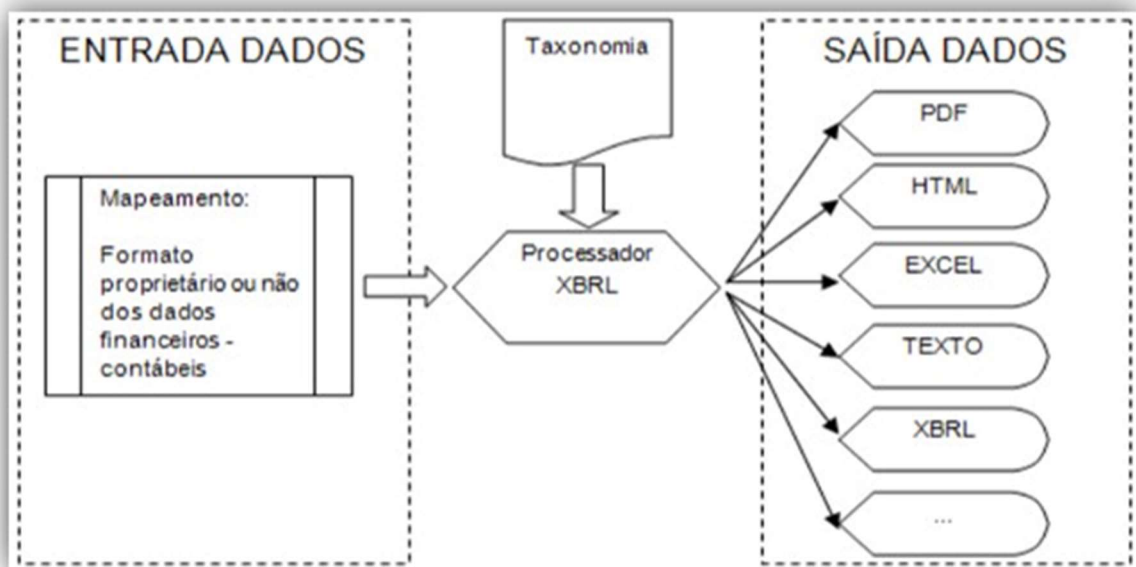 ENTRADA DADOS
Mapeamento:
Formato
proprietário ou não
dos dados
financeiros -
contábeis
Taxonomia
Processador
XBRL
SAÍDA DADOS
PDF
HTML
EXCEL
TEXTO
XBRL
...